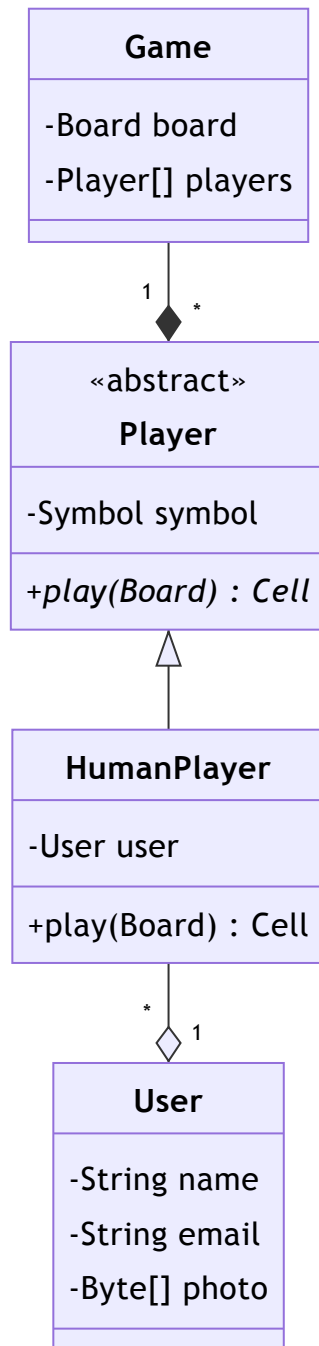 Game
-Board board
-Player[] players
1
*
«abstract»
Player
-Symbol symbol
+play(Board) : Cell
HumanPlayer
-User user
+play(Board) : Cell
*
1
User
-String name
-String email
-Byte[] photo